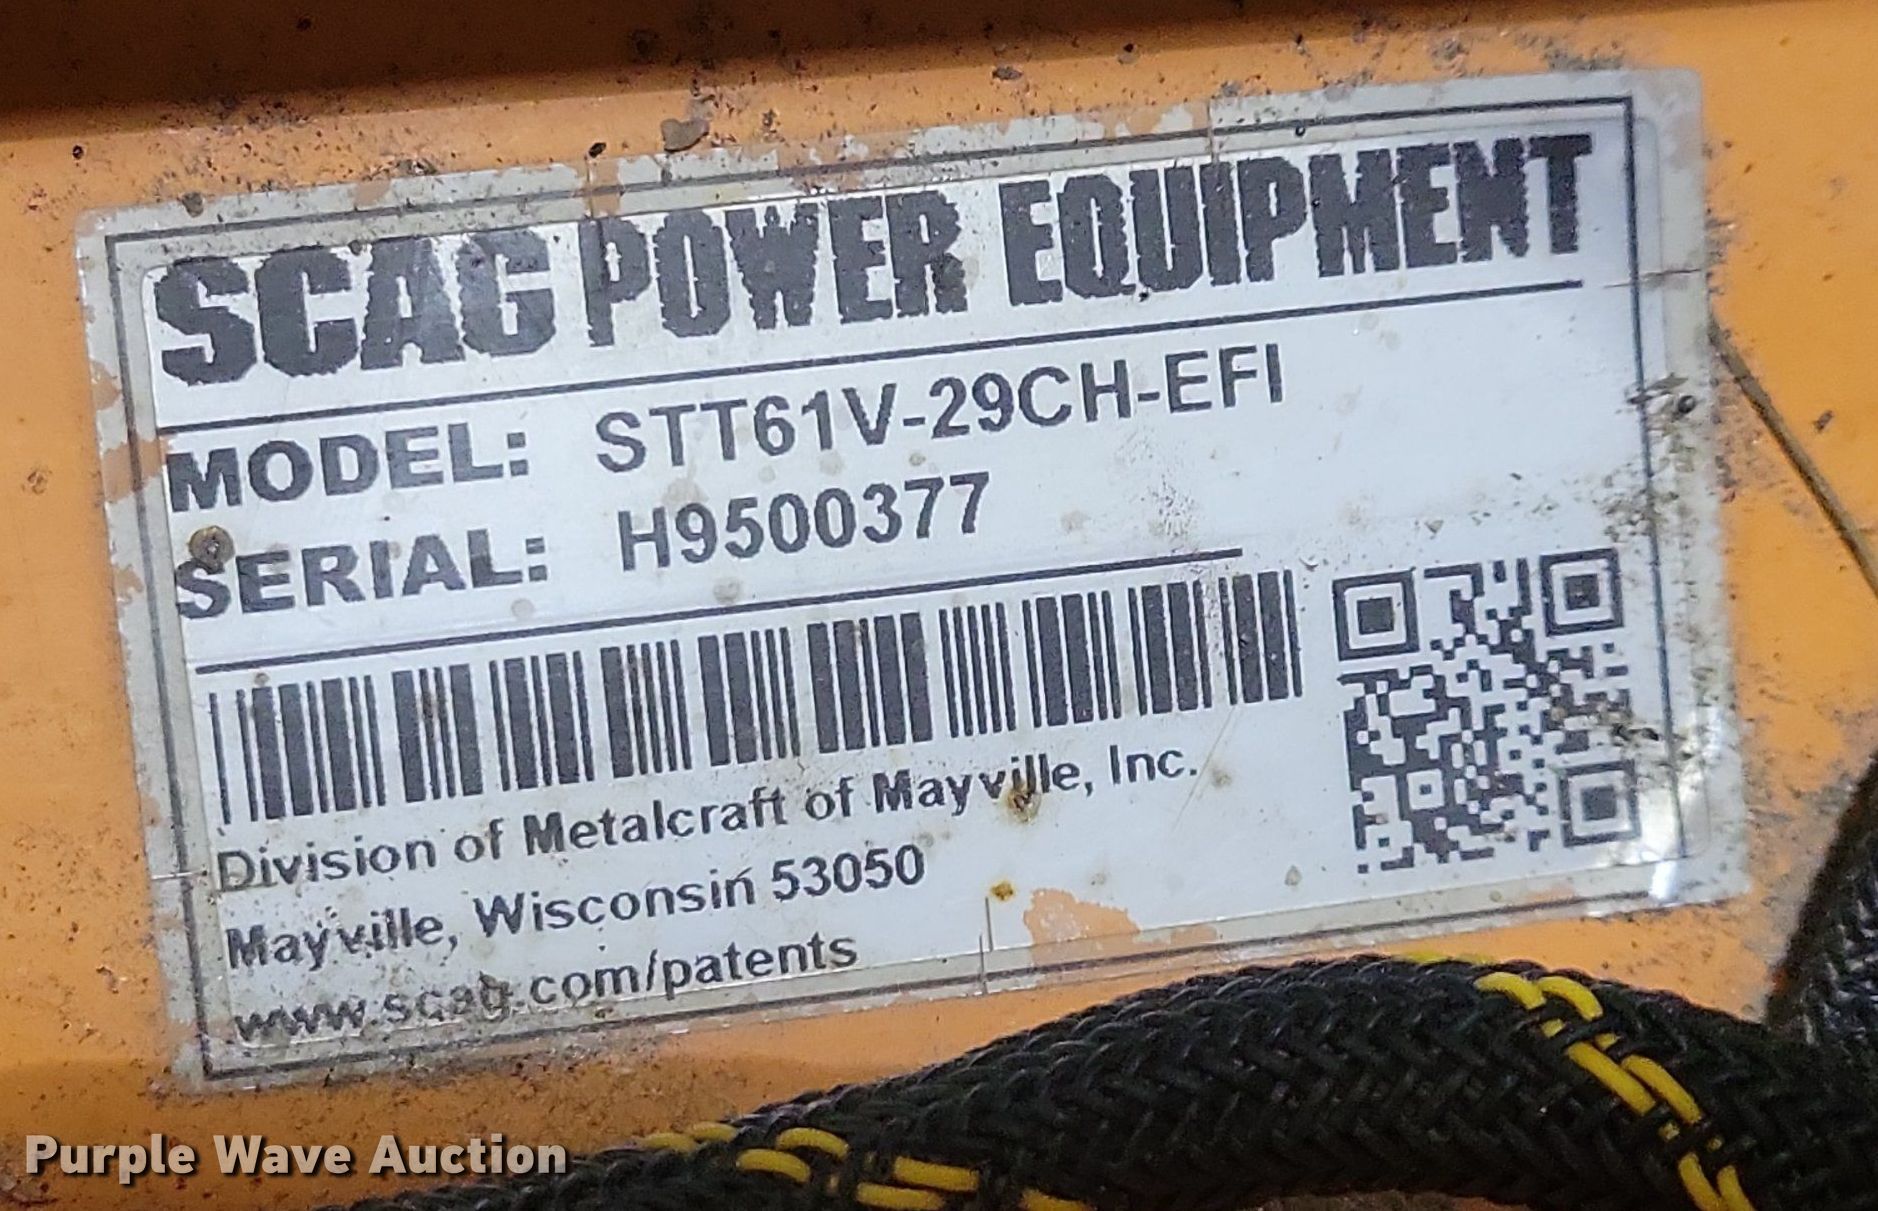 SCAG POWER EQUIPMENT
MODEL: STT61V-29CH-EFI
SERIAL: H9500377
Division of Metalcraft of Mayville, Inc.
Mayville, Wisconsin 53050
www.scag.com/patents
Purple Wave Auction